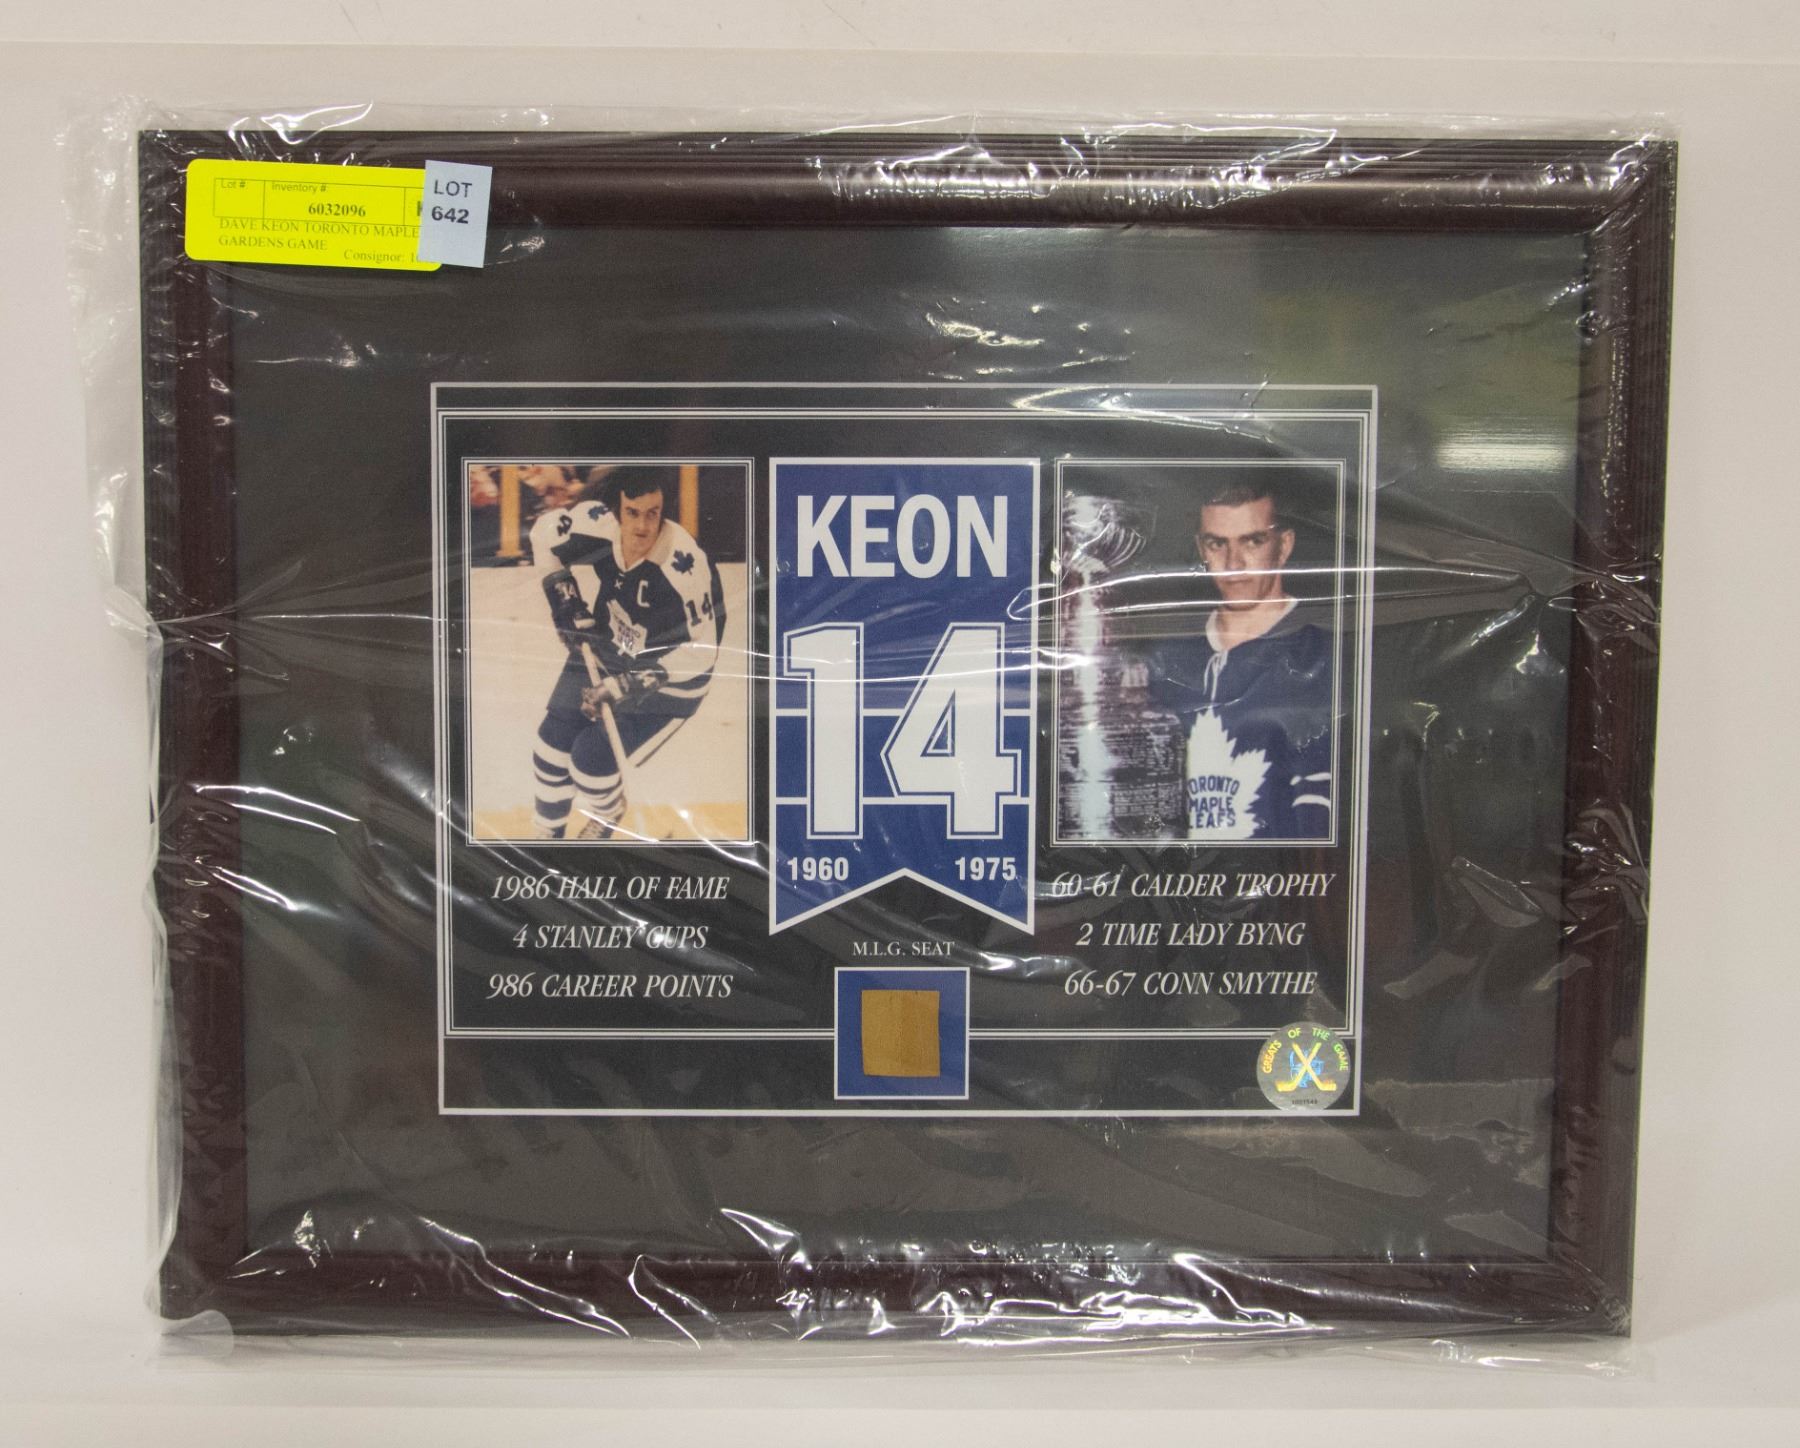 Lot #: Inventory #:
6032096
DAVE KEON TORONTO MAPLE
GARDENS GAME
Consignor:
LOT
642
KEON
14
1960 1975
C
14
14
TORONTO
MAPLE
LEAFS
1986 HALL OF FAME
4 STANLEY CUPS
986 CAREER POINTS
60-61 CALDER TROPHY
2 TIME LADY BYNG
66-67 CONN SMYTHE
M.L.G. SEAT
GREATS OF THE GAME